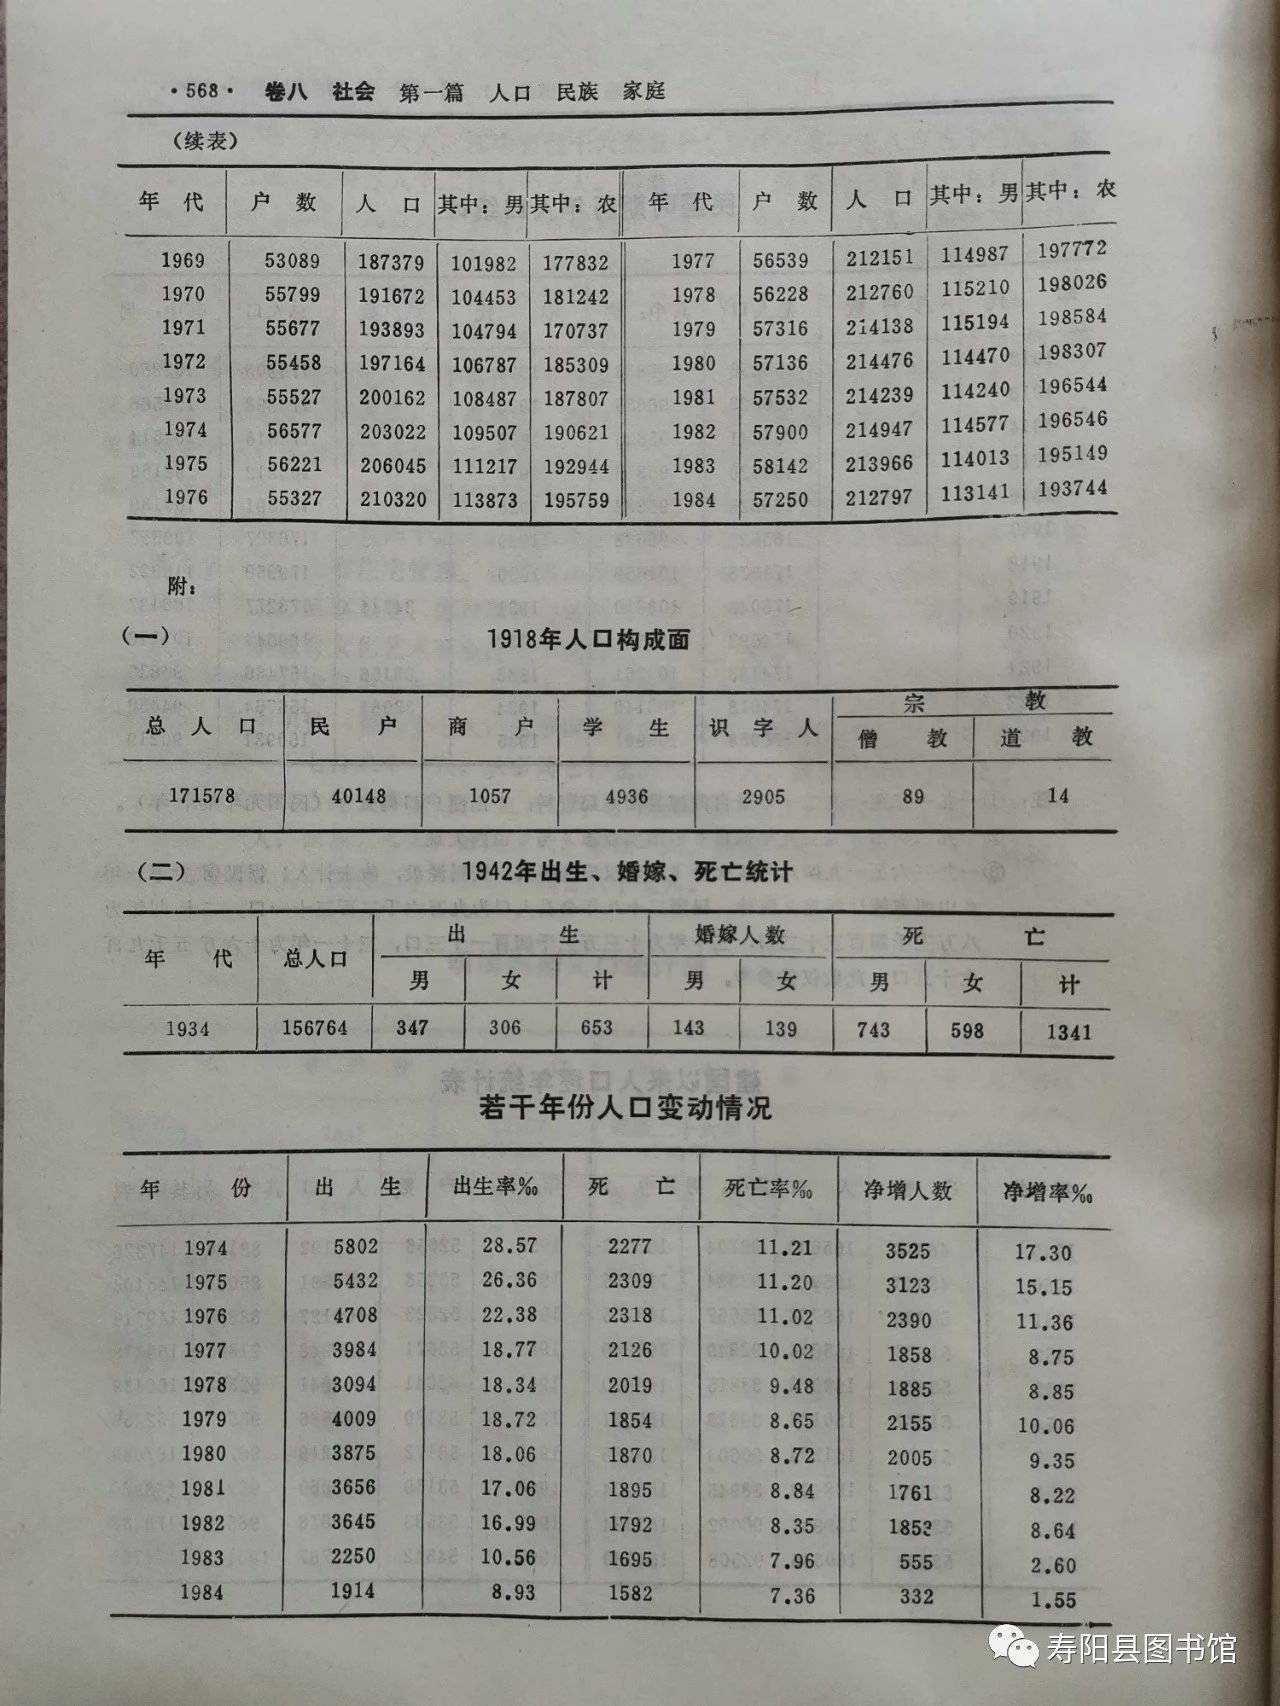 ·568· 卷八 社会 第一篇 人口 民族 家庭
（续表）
年代 户数 人口 其中：男 其中：农 年代 户数 人口 其中：男 其中：农
1969 53089 187379 101982 177832 1977 56539 212151 114987 197772
1970 55799 191672 104453 181242 1978 56228 212760 115210 198026
1971 55677 193893 104794 170737 1979 57316 214138 115194 198584
1972 55458 197164 106787 185309 1980 57136 214476 114470 198307
1973 55527 200162 108487 187807 1981 57532 214239 114240 196544
1974 56577 203022 109507 190621 1982 57900 214947 114577 196546
1975 56221 206045 111217 192944 1983 58142 213966 114013 195149
1976 55327 210320 113873 195759 1984 57250 212797 113141 193744
附：
（一） 1918年人口构成面
总人口 民户 商户 学生 识字人 宗教
僧教 道教
171578 40148 1057 4936 2905 89 14
（二） 1942年出生、婚嫁、死亡统计
年代 总人口 出生 婚嫁人数 死亡
男 女 计 男 女 男 女 计
1934 156764 347 306 653 143 139 743 598 1341
若干年份人口变动情况
年份 出生 出生率‰ 死亡 死亡率‰ 净增人数 净增率‰
1974 5802 28.57 2277 11.21 3525 17.30
1975 5432 26.36 2309 11.20 3123 15.15
1976 4708 22.38 2318 11.02 2390 11.36
1977 3984 18.77 2126 10.02 1858 8.75
1978 3094 18.34 2019 9.48 1885 8.85
1979 4009 18.72 1854 8.65 2155 10.06
1980 3875 18.06 1870 8.72 2005 9.35
1981 3656 17.06 1895 8.84 1761 8.22
1982 3645 16.99 1792 8.35 1853 8.64
1983 2250 10.56 1695 7.96 555 2.60
1984 1914 8.93 1582 7.36 332 1.55
寿阳县图书馆